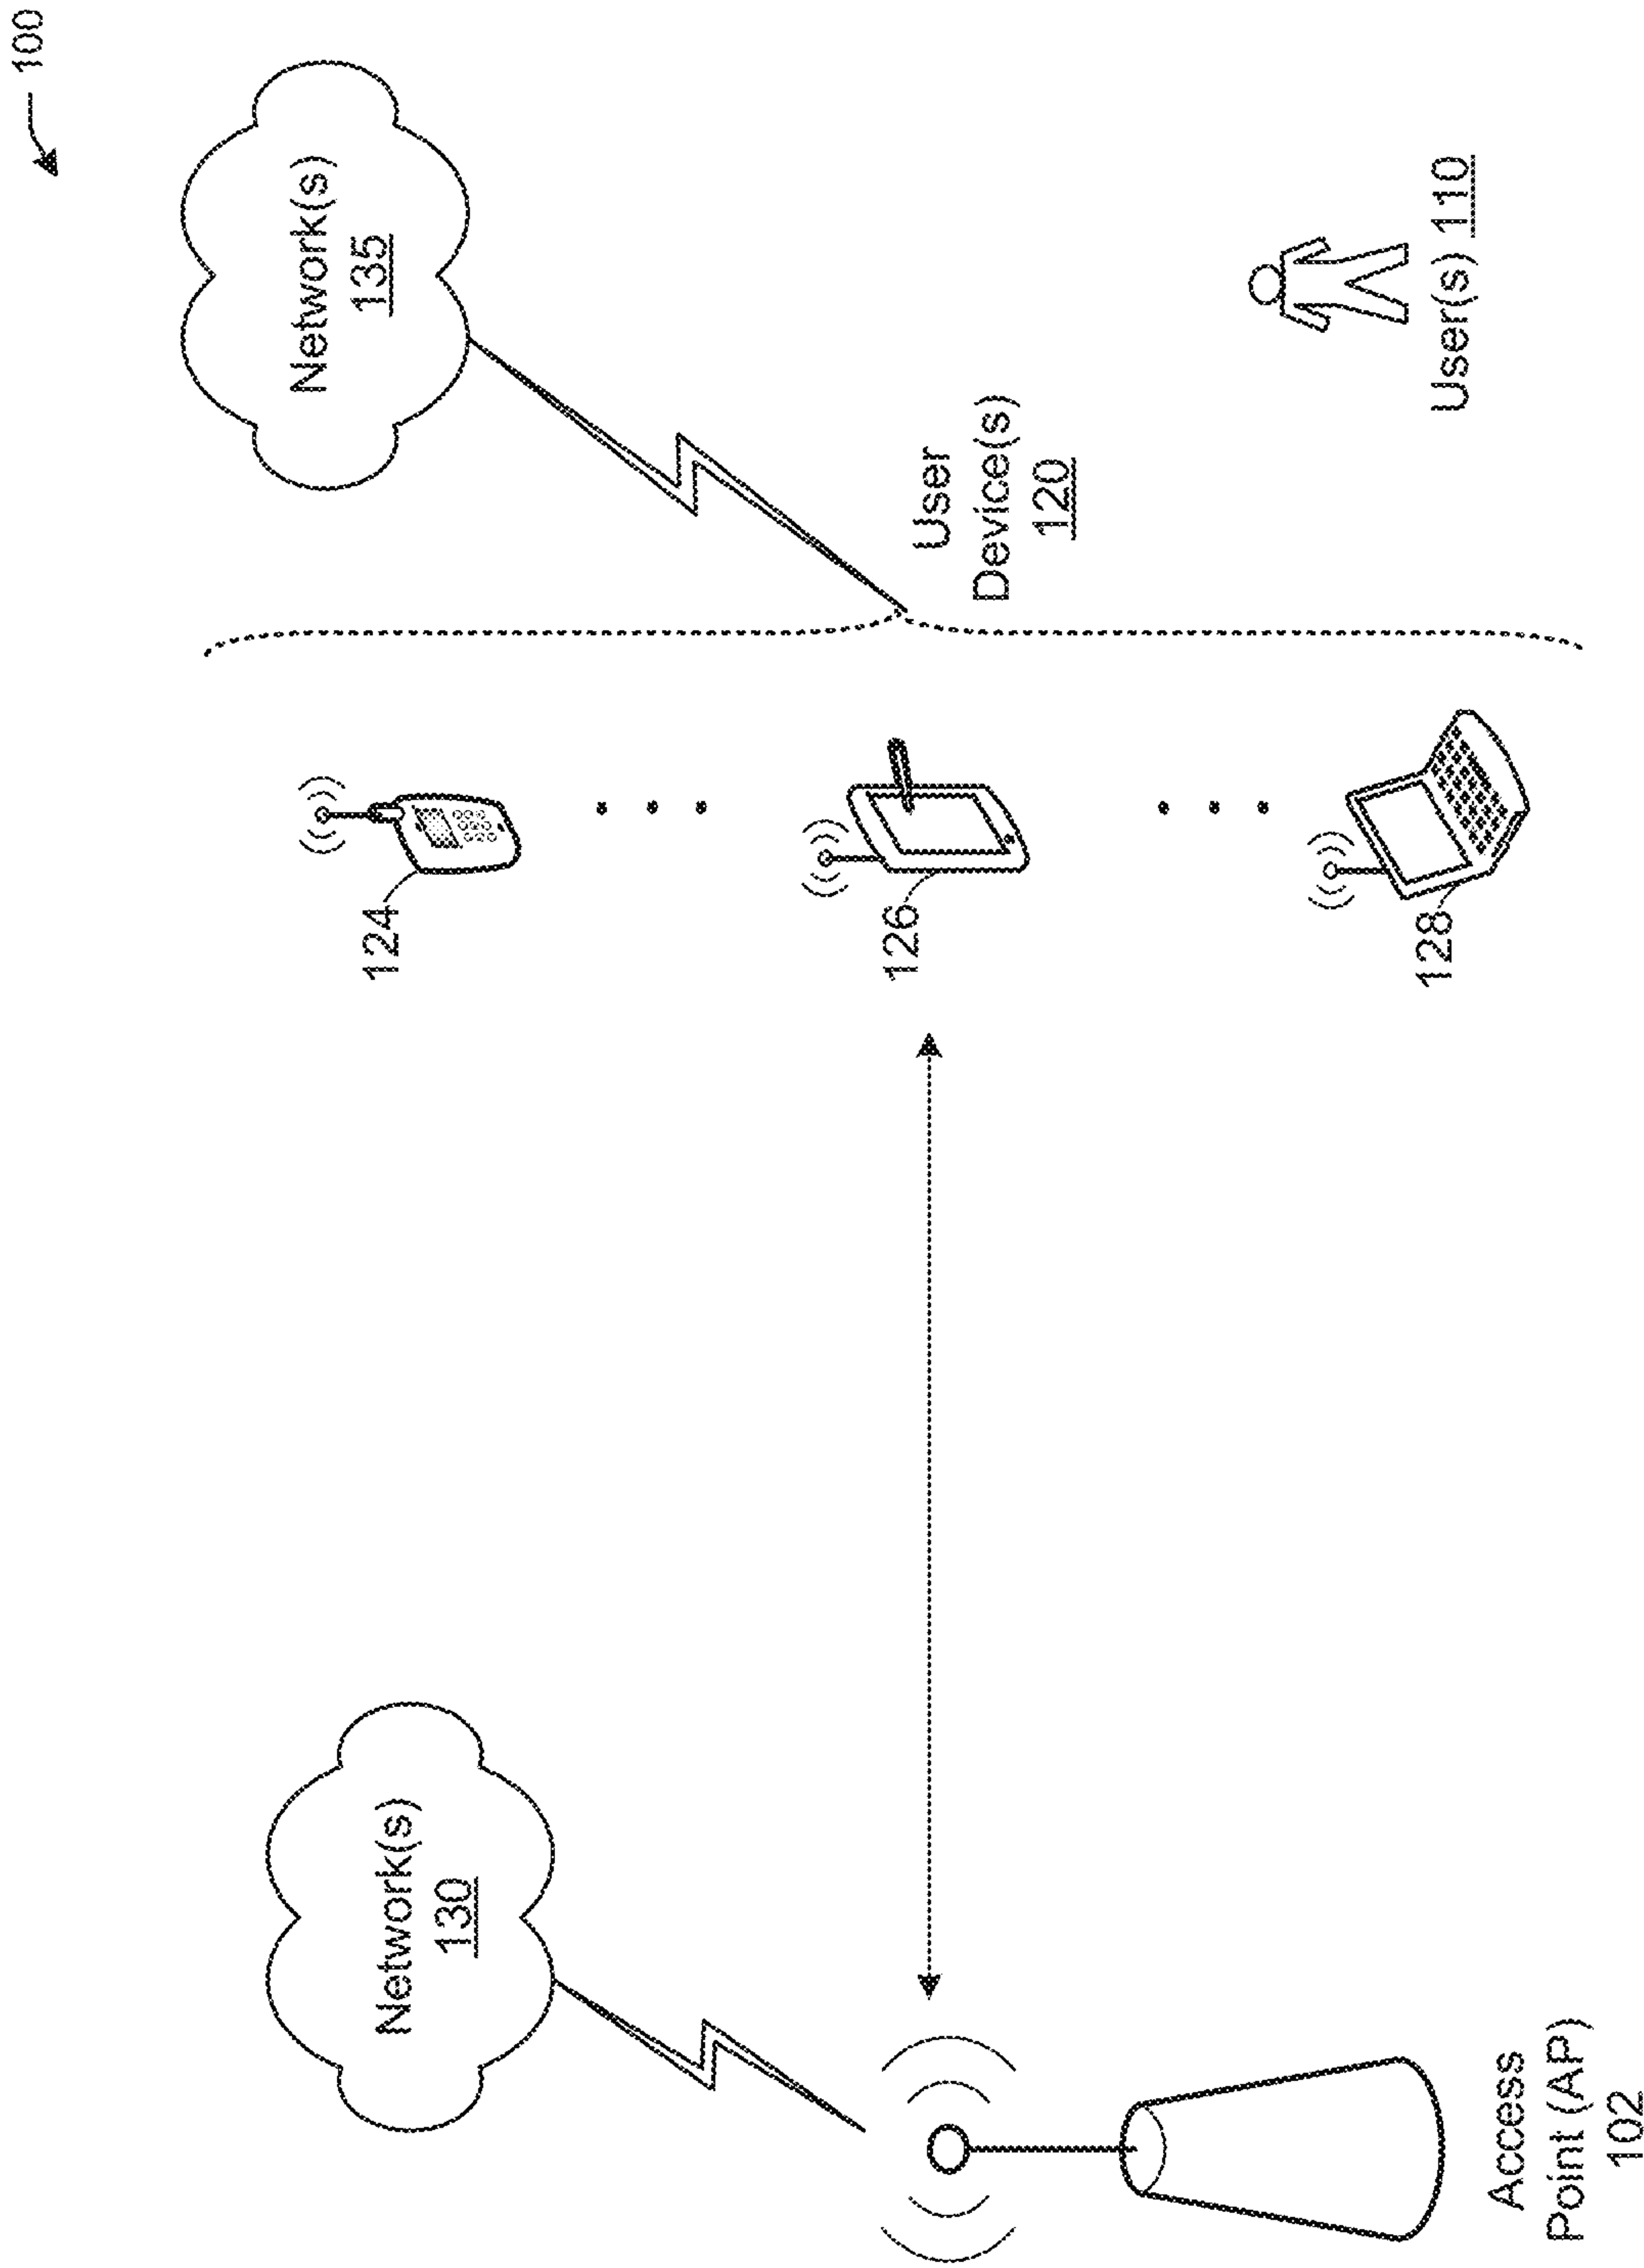 100
Network(s)
130
Network(s)
135
124
126
128
User
Device(s)
120
User(s) 110
Access
Point (AP)
102